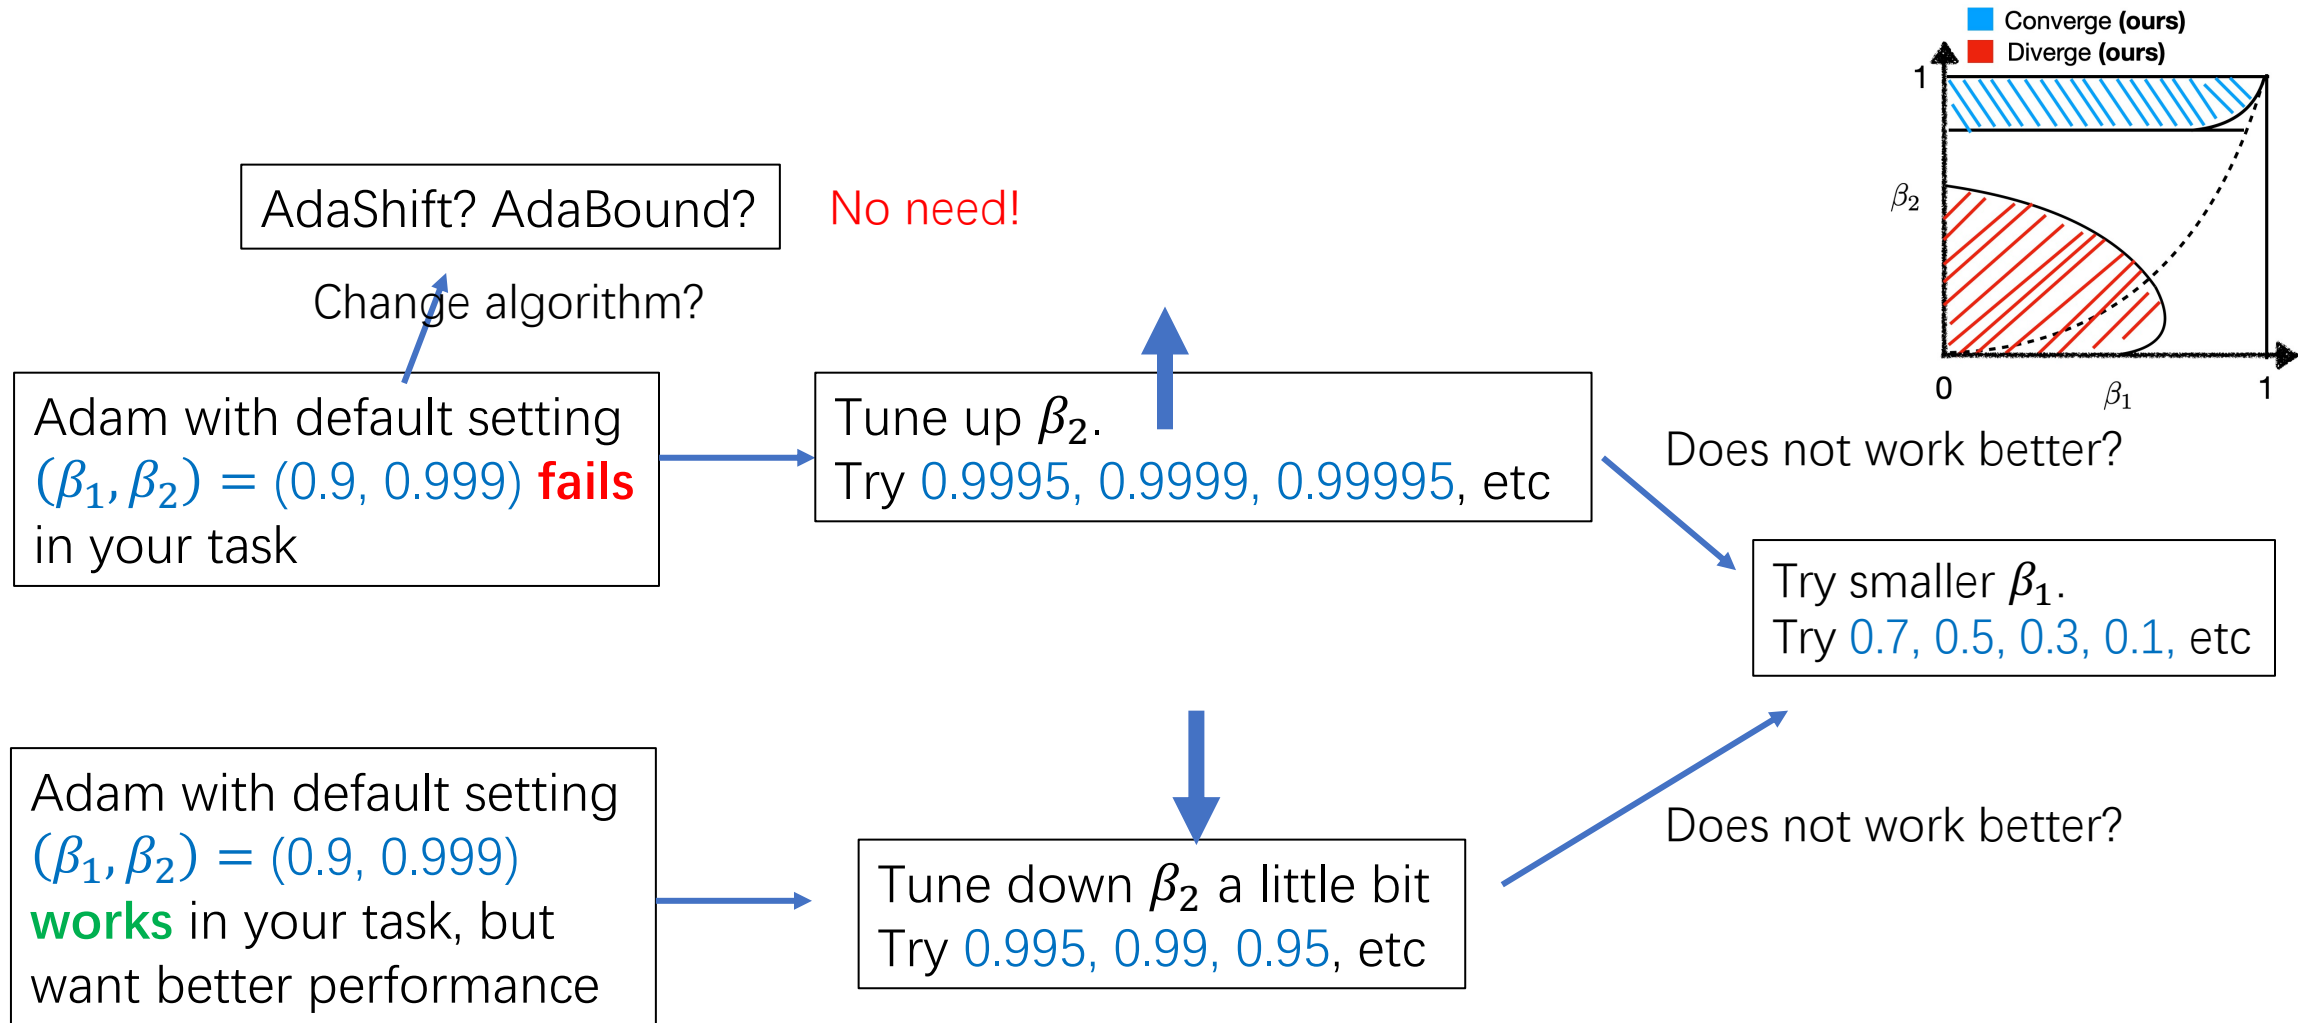 Converge (ours)
Diverge (ours)
1
β₂
0
β₁
1
AdaShift? AdaBound?
No need!
Change algorithm?
Adam with default setting
(β₁, β₂) = (0.9, 0.999) fails
in your task
Tune up β₂.
Try 0.9995, 0.9999, 0.99995, etc
Does not work better?
Try smaller β₁.
Try 0.7, 0.5, 0.3, 0.1, etc
Adam with default setting
(β₁, β₂) = (0.9, 0.999)
works in your task, but
want better performance
Tune down β₂ a little bit
Try 0.995, 0.99, 0.95, etc
Does not work better?